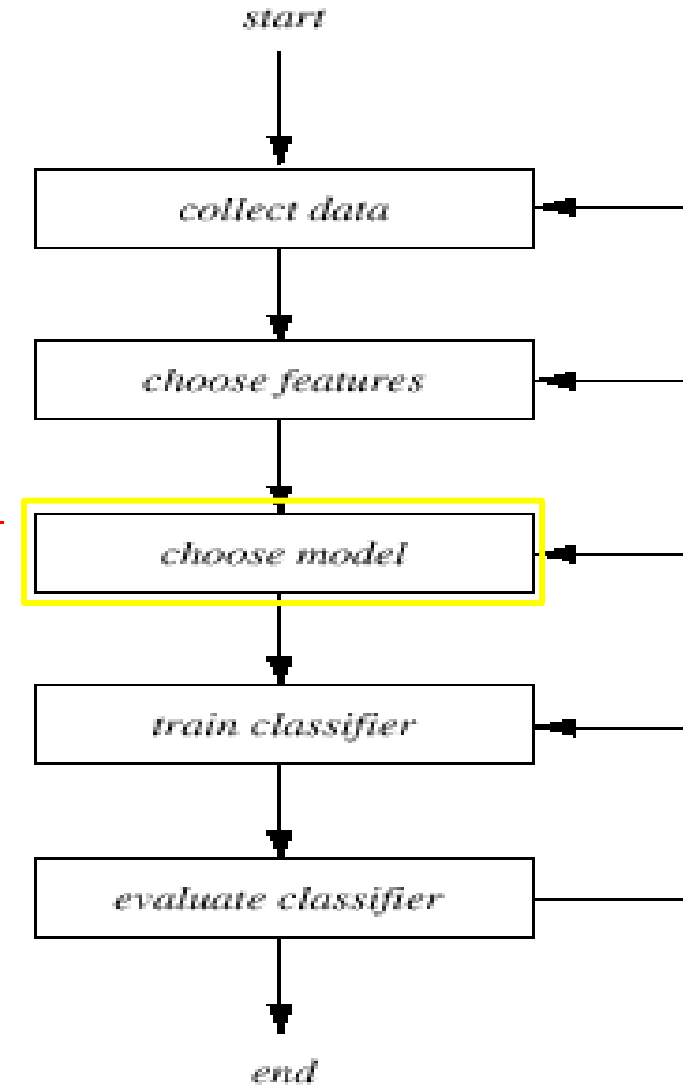 start
collect data
choose features
choose model
train classifier
evaluate classifier
end